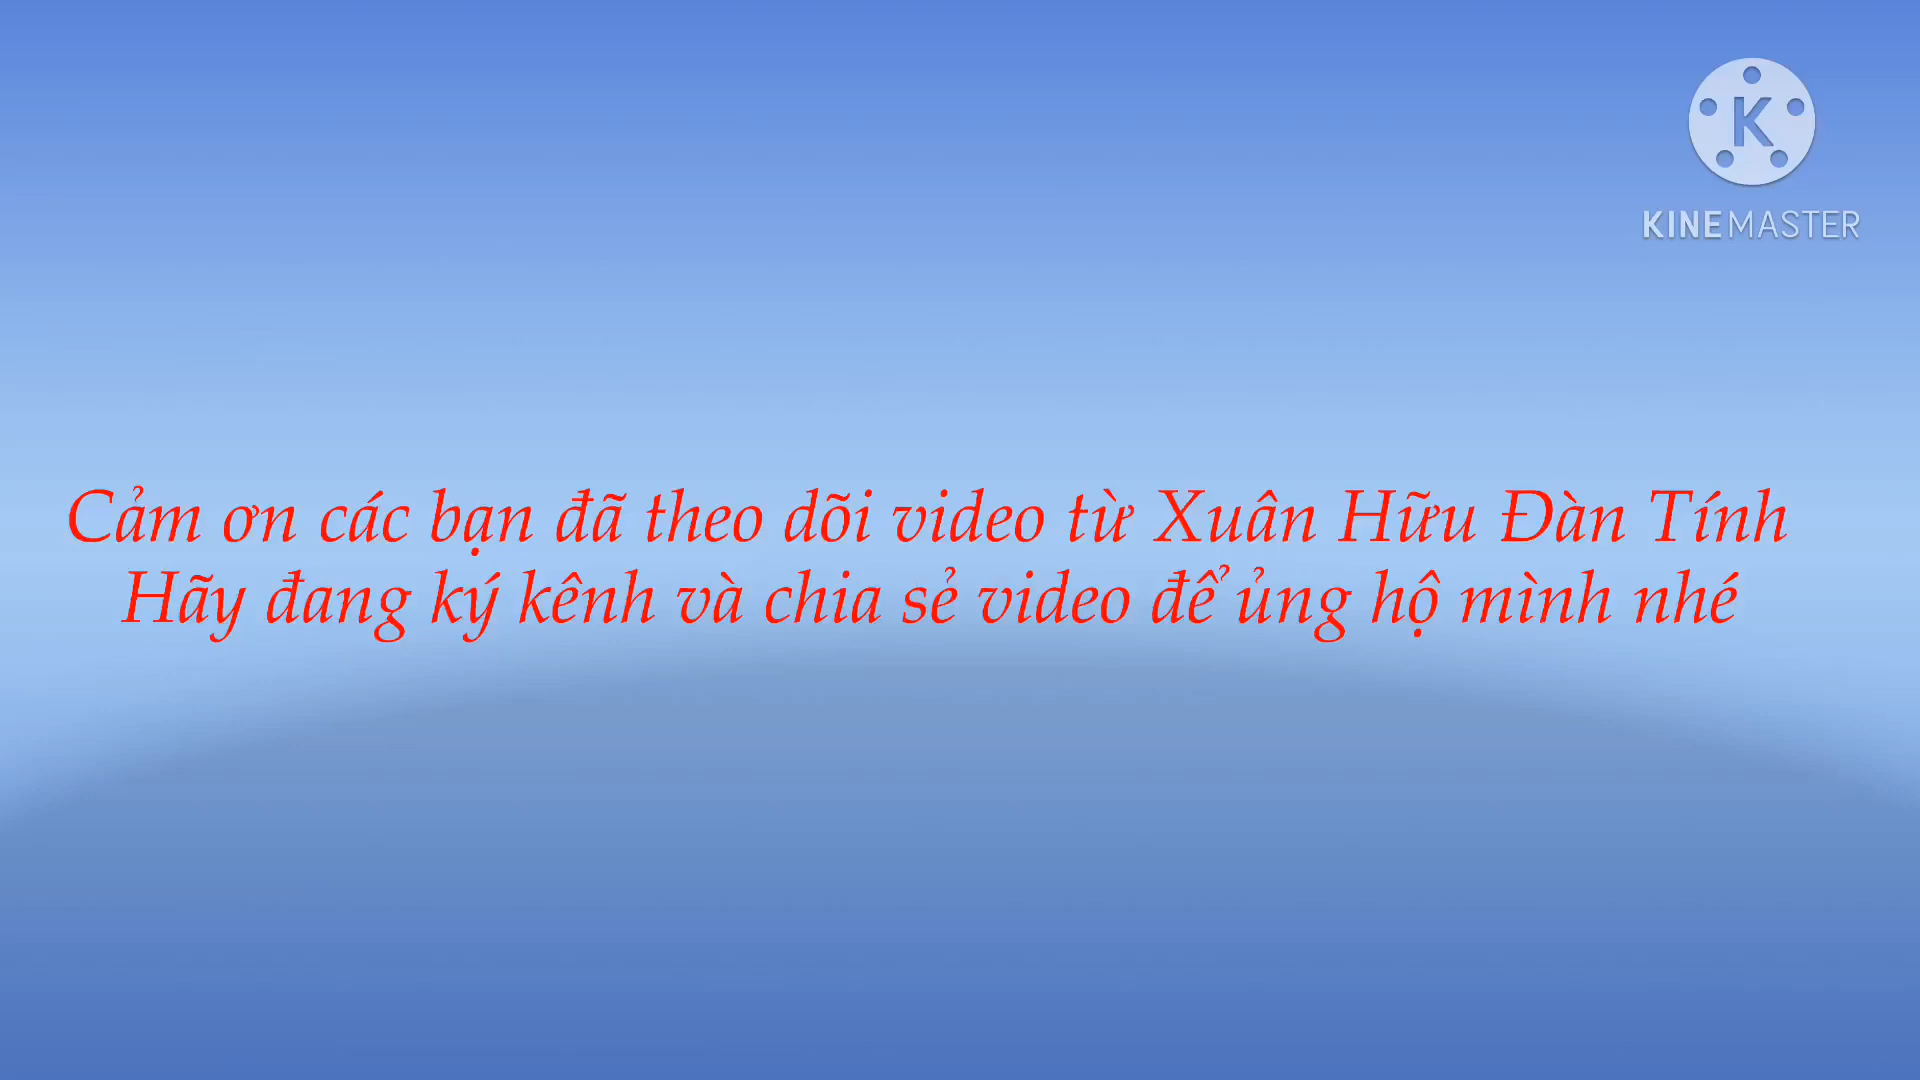 K
KINEMASTER
Cảm ơn các bạn đã theo dõi video từ Xuân Hữu Đàn Tính
Hãy đang ký kênh và chia sẻ video để ủng hộ mình nhé